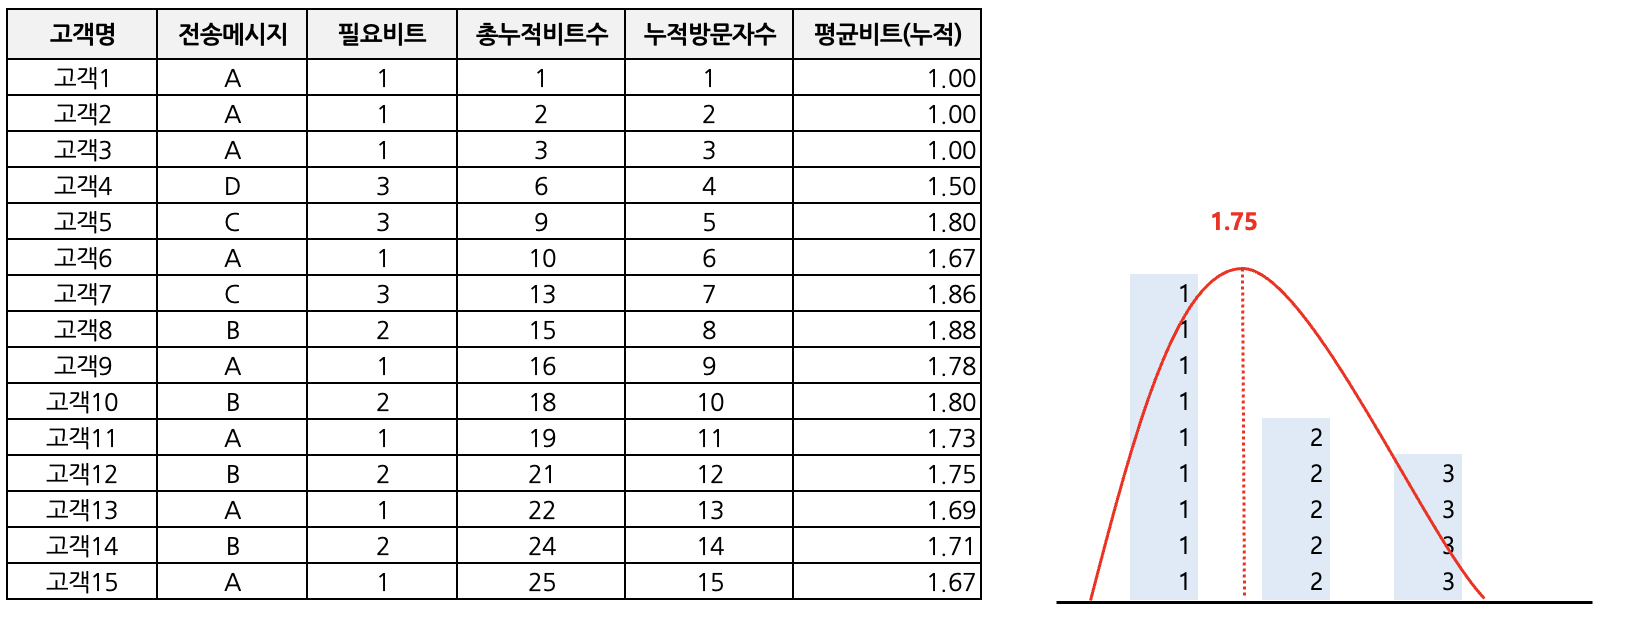 고객명 전송메시지 필요비트 총누적비트수 누적방문자수 평균비트(누적)
고객1 A 1 1 1 1.00
고객2 A 1 2 2 1.00
고객3 A 1 3 3 1.00
고객4 D 3 6 4 1.50
고객5 C 3 9 5 1.80
고객6 A 1 10 6 1.67
고객7 C 3 13 7 1.86
고객8 B 2 15 8 1.88
고객9 A 1 16 9 1.78
고객10 B 2 18 10 1.80
고객11 A 1 19 11 1.73
고객12 B 2 21 12 1.75
고객13 A 1 22 13 1.69
고객14 B 2 24 14 1.71
고객15 A 1 25 15 1.67
1.75
1
1
1
1
1 2
1 2 3
1 2 3
1 2 3
1 2 3